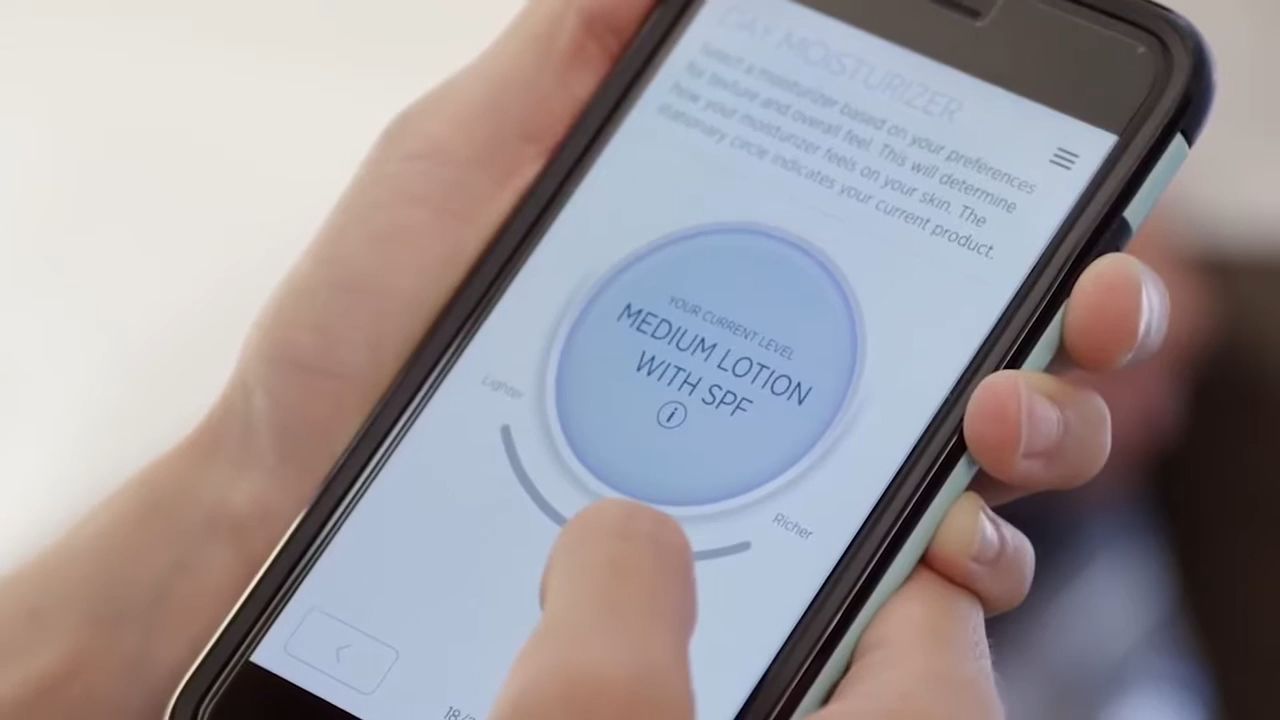 DAY MOISTURIZER
Select a moisturizer based on your preferences
for texture and overall feel. This will determine
how your moisturizer feels on your skin. The
stationary circle indicates your current product.
YOUR CURRENT LEVEL
MEDIUM LOTION
WITH SPF
i
Lighter
Richer
<